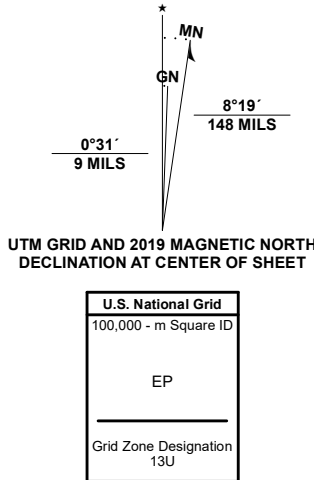 ★
MN
GN
8°19´
148 MILS
0°31´
9 MILS
UTM GRID AND 2019 MAGNETIC NORTH
DECLINATION AT CENTER OF SHEET
U.S. National Grid
100,000 - m Square ID
EP
Grid Zone Designation
13U